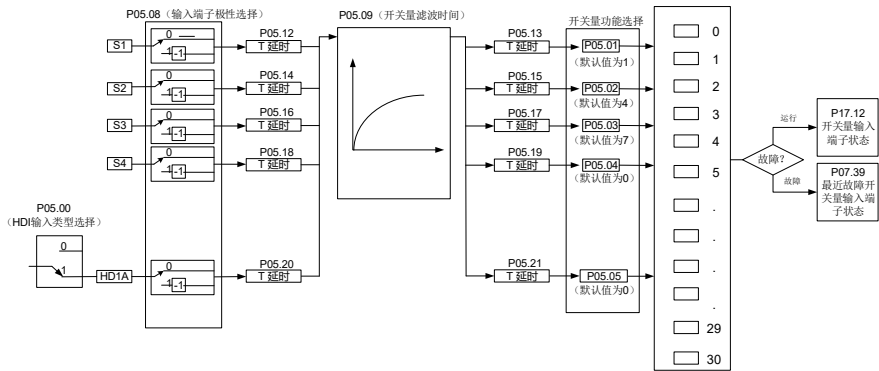 P05.08（输入端子极性选择）
P05.09（开关量滤波时间）
开关量功能选择
S1
0
1
-1
P05.12
T 延时
P05.13
T 延时
P05.01
（默认值为1）
S2
0
1
-1
P05.14
T 延时
P05.15
T 延时
P05.02
（默认值为4）
S3
0
1
-1
P05.16
T 延时
P05.17
T 延时
P05.03
（默认值为7）
S4
0
1
-1
P05.18
T 延时
P05.19
T 延时
P05.04
（默认值为0）
P05.00
（HDI输入类型选择）
0
1
HD1A
0
1
-1
P05.20
T 延时
P05.21
T 延时
P05.05
（默认值为0）
0
1
2
3
4
5
.
.
.
.
29
30
故障？
运行
故障
P17.12
开关量输入
端子状态
P07.39
最近故障开
关量输入端
子状态